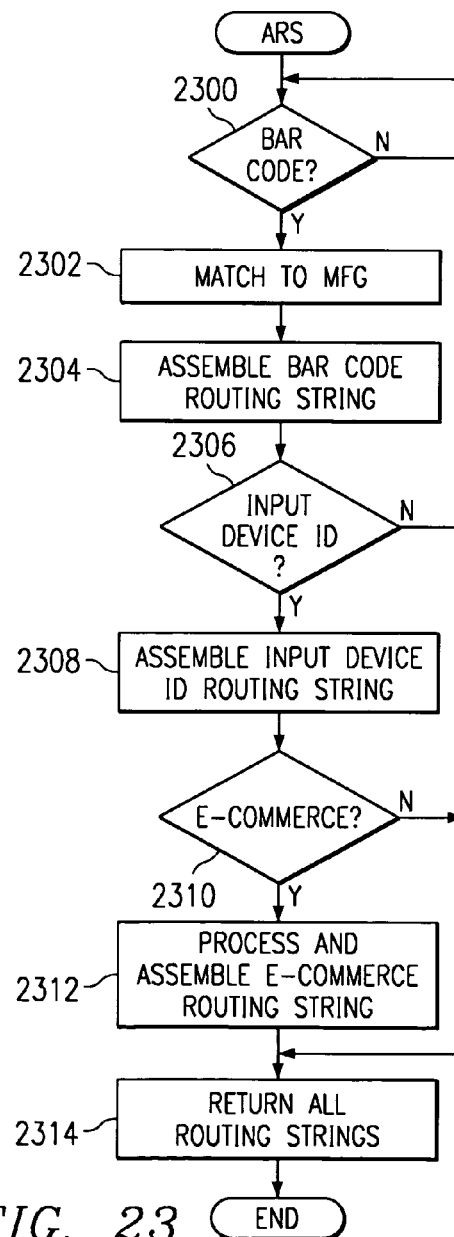 ARS
2300
BAR
CODE?
N
Y
2302
MATCH TO MFG
2304
ASSEMBLE BAR CODE
ROUTING STRING
2306
INPUT
DEVICE ID
?
N
Y
2308
ASSEMBLE INPUT DEVICE
ID ROUTING STRING
E-COMMERCE?
N
2310
Y
2312
PROCESS AND
ASSEMBLE E-COMMERCE
ROUTING STRING
2314
RETURN ALL
ROUTING STRINGS
FIG. 23
END